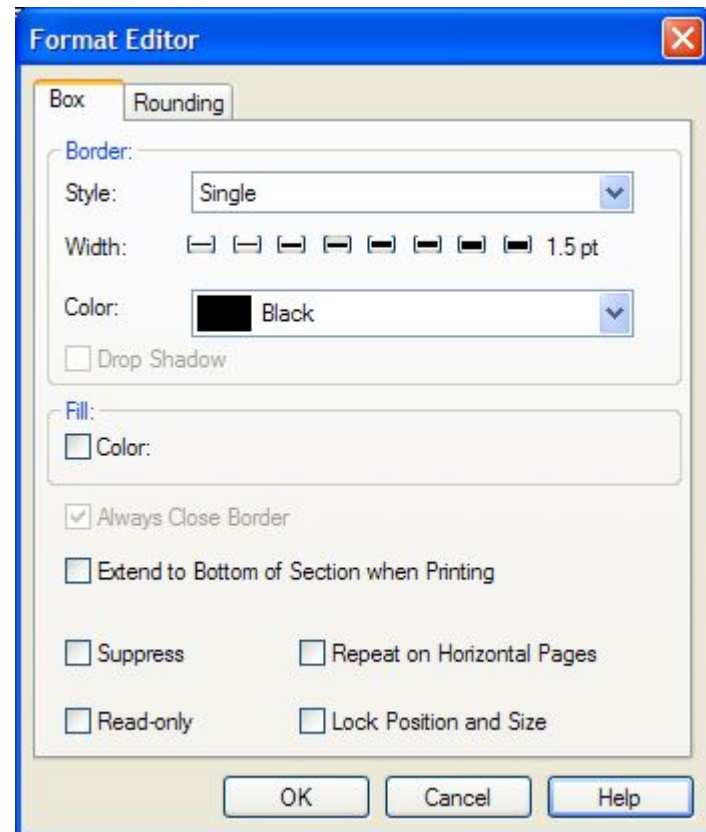 Format Editor
Box Rounding
Border:
Style: Single
Width: 1.5 pt
Color: Black
Drop Shadow
Fill:
Color:
Always Close Border
Extend to Bottom of Section when Printing
Suppress Repeat on Horizontal Pages
Read-only Lock Position and Size
OK Cancel Help